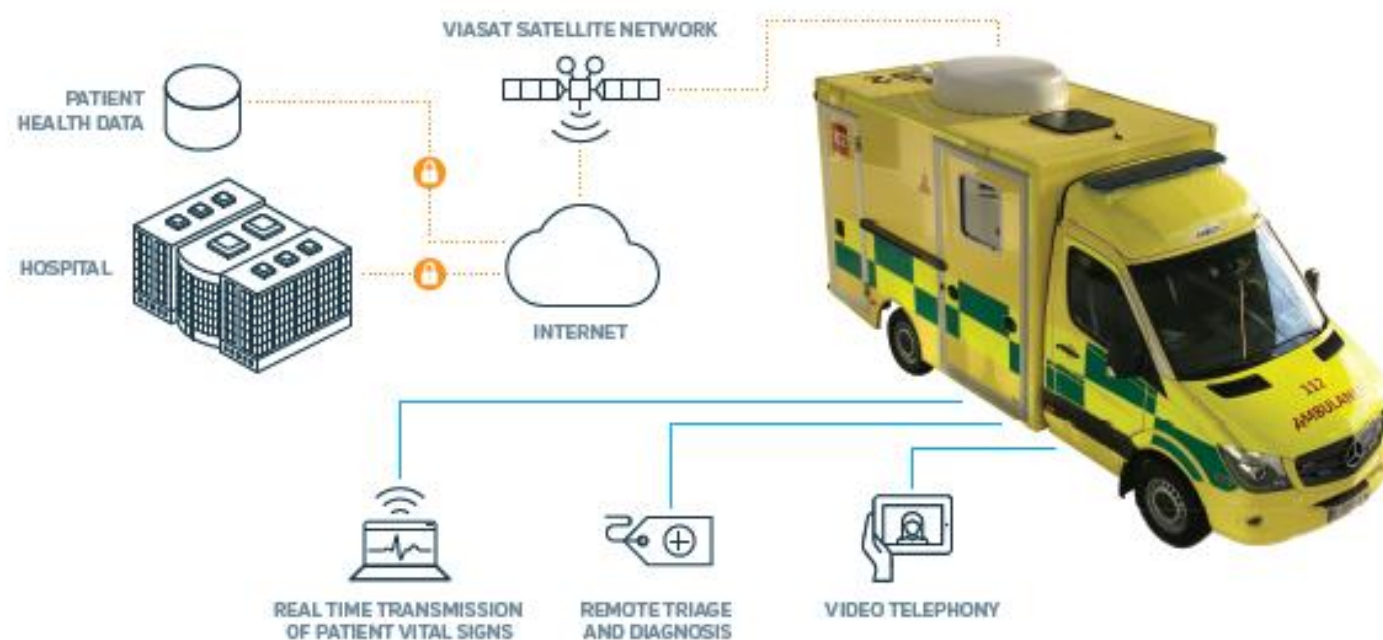 VIASAT SATELLITE NETWORK
PATIENT
HEALTH DATA
HOSPITAL
INTERNET
112
REAL TIME TRANSMISSION
OF PATIENT VITAL SIGNS
REMOTE TRIAGE
AND DIAGNOSIS
VIDEO TELEPHONY